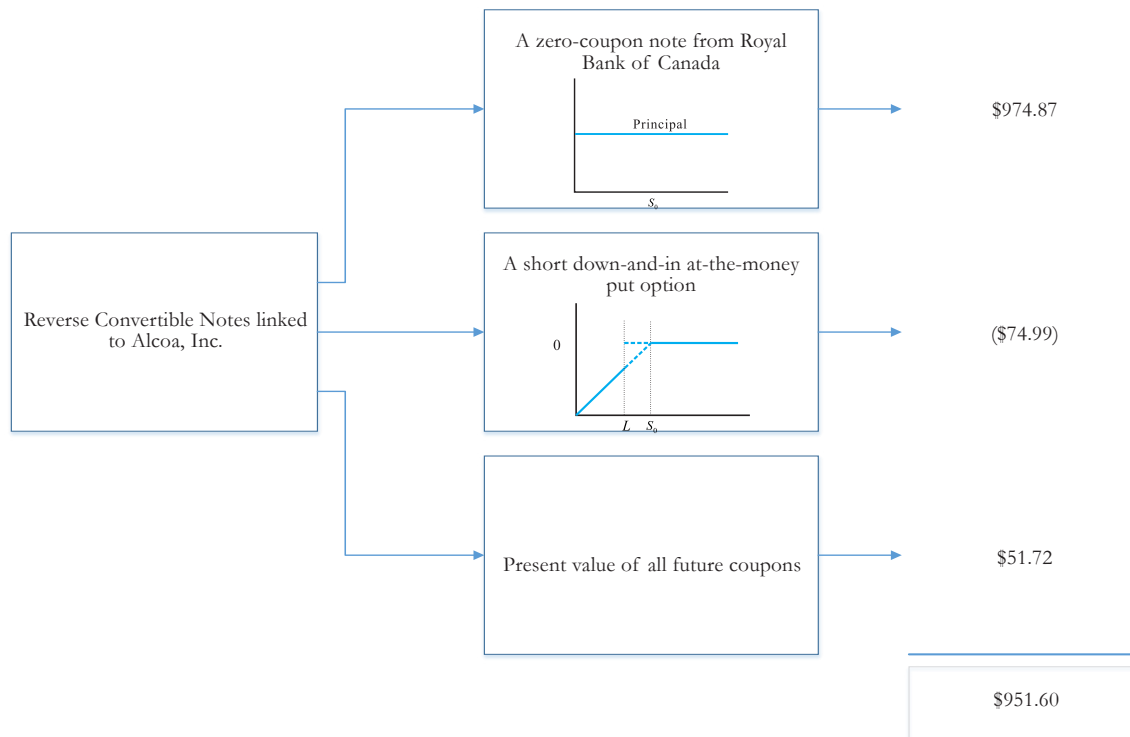 A zero-coupon note from Royal
Bank of Canada
Principal
S₀
$974.87
Reverse Convertible Notes linked
to Alcoa, Inc.
A short down-and-in at-the-money
put option
0
L S₀
($74.99)
Present value of all future coupons
$51.72
$951.60